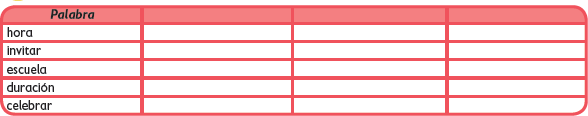 Palabra
hora
invitar
escuela
duración
celebrar